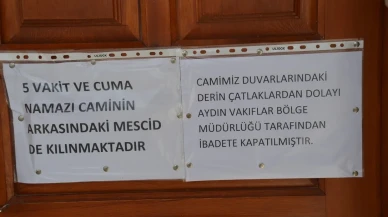 5 VAKİT VE CUMA
NAMAZI CAMİNİN
ARKASINDAKİ MESCİD
DE KILINMAKTADIR
CAMİMİZ DUVARLARINDAKİ
DERİN ÇATLAKLARDAN DOLAYI
AYDIN VAKIFLAR BÖLGE
MÜDÜRLÜĞÜ TARAFINDAN
İBADETE KAPATILMIŞTIR.